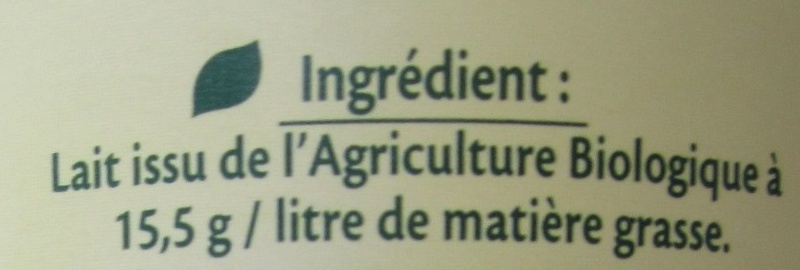 Ingrédient :
Lait issu de l'Agriculture Biologique à
15,5 g / litre de matière grasse.